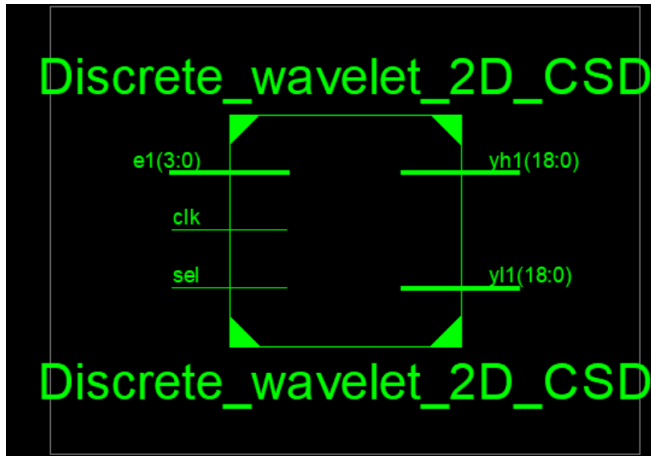 Discrete_wavelet_2D_CSD
e1(3:0)
yh1(18:0)
clk
sel
yl1(18:0)
Discrete_wavelet_2D_CSD